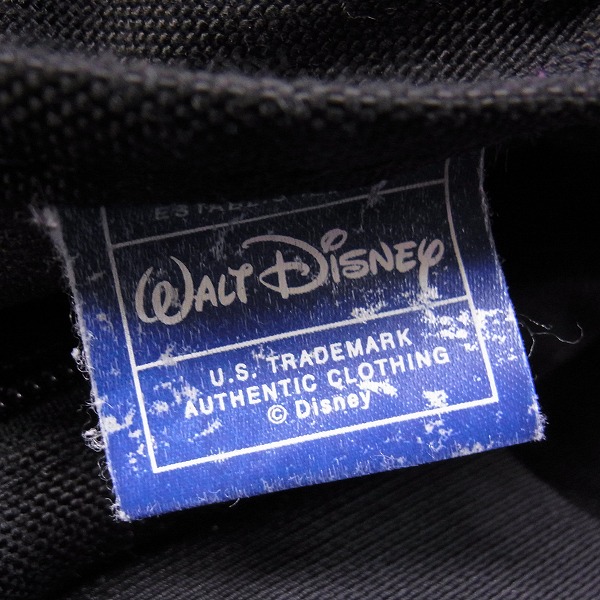 WALT DISNEY
U.S. TRADEMARK
AUTHENTIC CLOTHING
© Disney